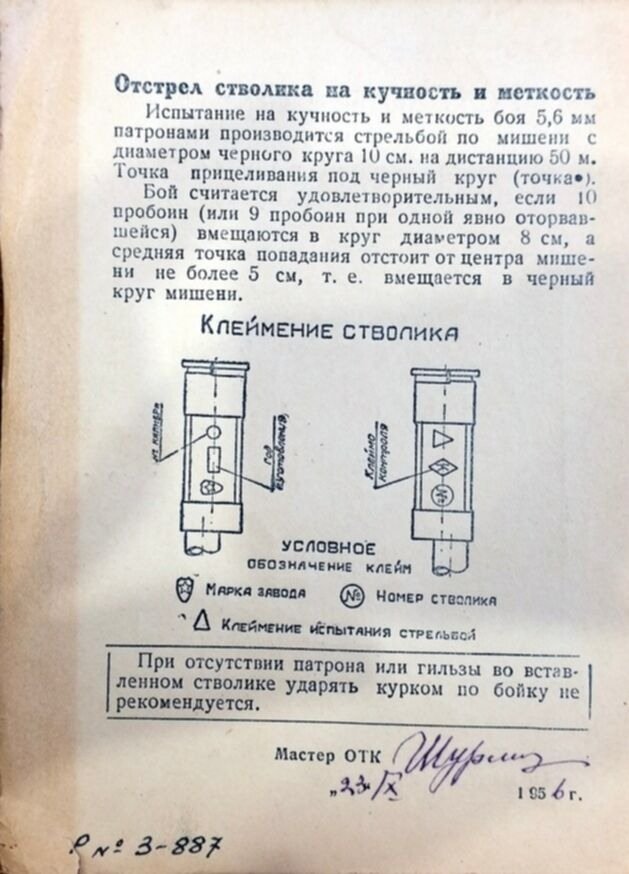 Отстрел стволика на кучность и меткость
Испытание на кучность и меткость боя 5,6 мм
патронами производится стрельбой по мишени с
диаметром черного круга 10 см. на дистанцию 50 м.
Точка прицеливания под черный круг (точка•).
Бой считается удовлетворительным, если 10
пробоин (или 9 пробоин при одной явно оторвав-
шейся) вмещаются в круг диаметром 8 см, а
средняя точка попадания отстоит от центра мише-
ни не более 5 см, т. е. вмещается в черный
круг мишени.
Клеймение стволика
Год
изготовления
Клеймо
контроля
К
№
Условное
обозначение клейм
Марка завода
№ Номер стволика
Клеймение испытания стрельбой
При отсутствии патрона или гильзы во встав-
ленном стволике ударять курком по бойку не
рекомендуется.
Мастер ОТК
„23“ IX 1956 г.
Р № 3-887